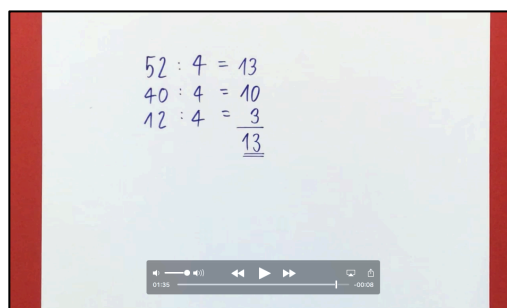 52 : 4 = 13
40 : 4 = 10
12 : 4 = 3
13
01:35 -00:08